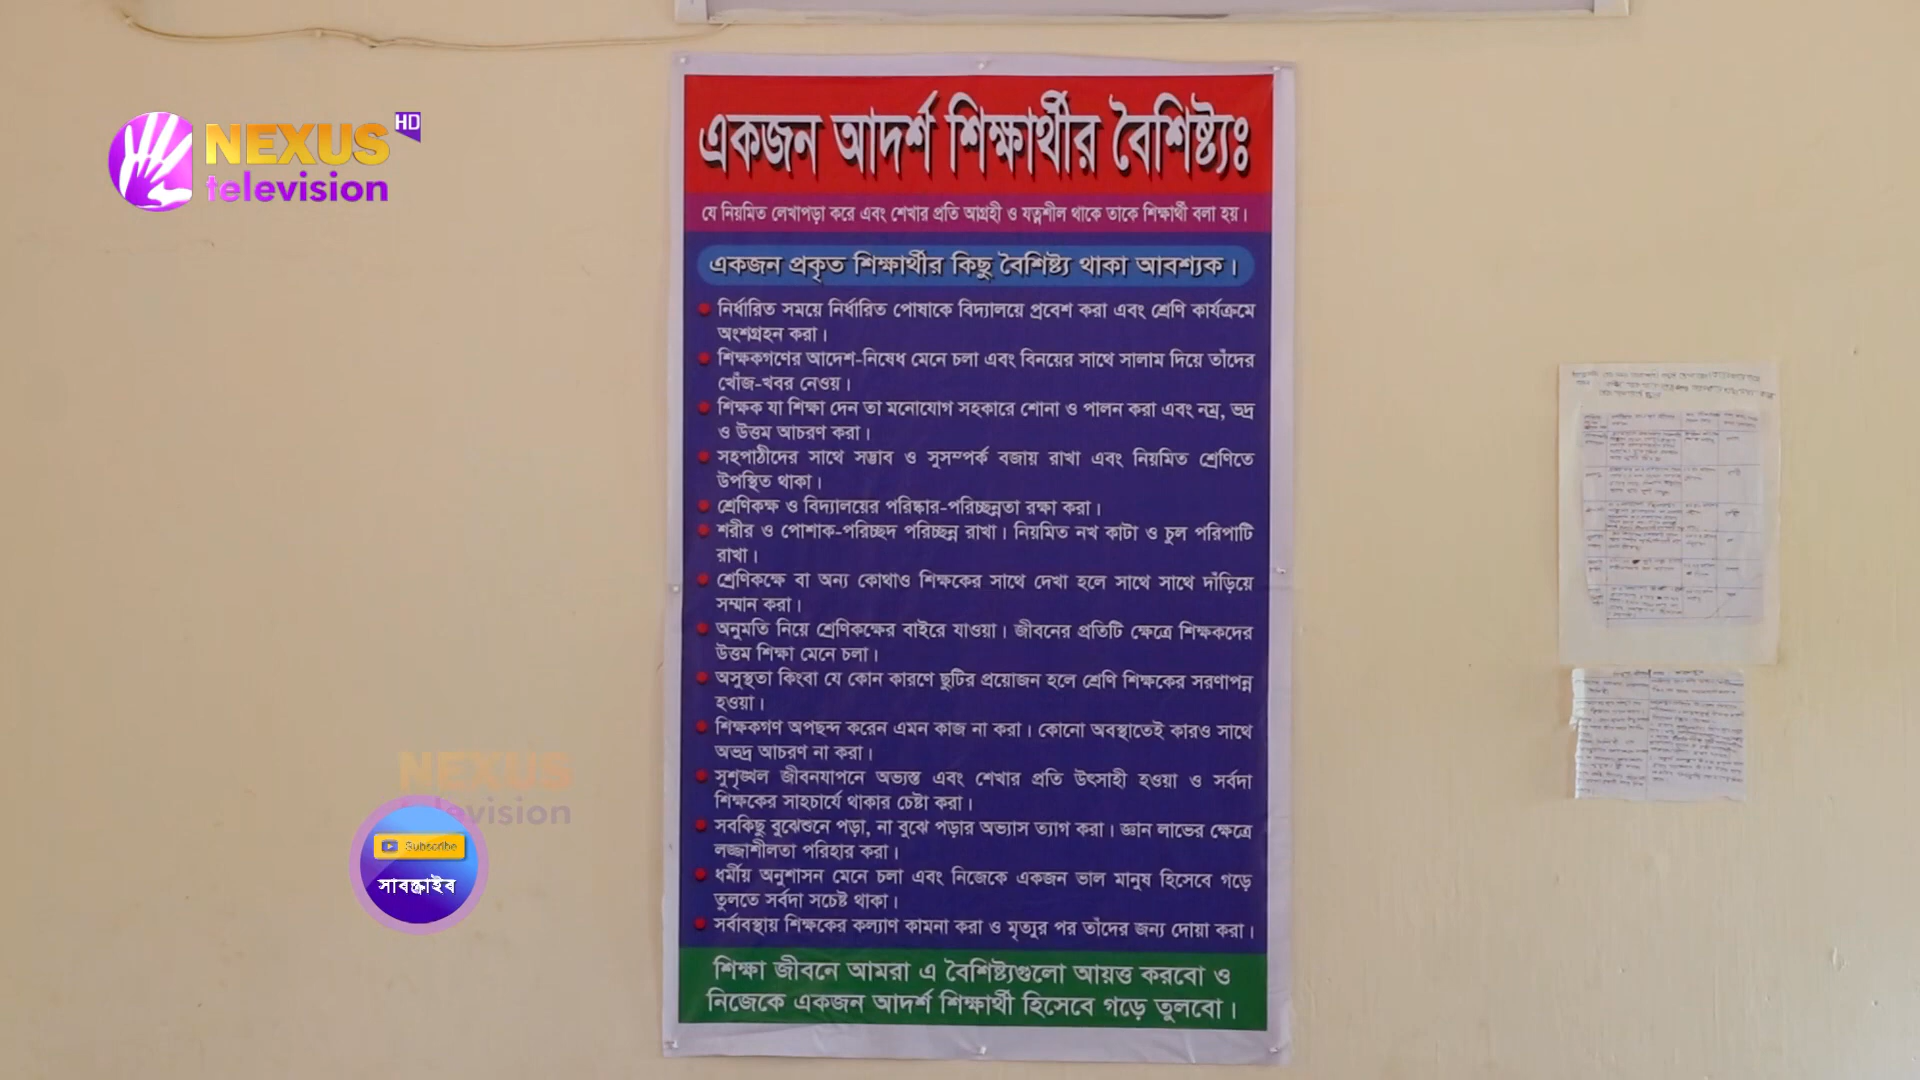 NEXUS HD
television
একজন আদর্শ শিক্ষার্থীর বৈশিষ্ট্যঃ
যে নিয়মিত লেখাপড়া করে এবং শেখার প্রতি আগ্রহী ও যত্নশীল থাকে তাকে শিক্ষার্থী বলা হয়।
একজন প্রকৃত শিক্ষার্থীর কিছু বৈশিষ্ট্য থাকা আবশ্যক।
নির্ধারিত সময়ে নির্ধারিত পোষাকে বিদ্যালয়ে প্রবেশ করা এবং শ্রেণি কার্যক্রমে
অংশগ্রহন করা।
শিক্ষকগণের আদেশ-নিষেধ মেনে চলা এবং বিনয়ের সাথে সালাম দিয়ে তাঁদের
খোঁজ-খবর নেওয়।
শিক্ষক যা শিক্ষা দেন তা মনোযোগ সহকারে শোনা ও পালন করা এবং নম্র, ভদ্র
ও উত্তম আচরণ করা।
সহপাঠীদের সাথে সদ্ভাব ও সুসম্পর্ক বজায় রাখা এবং নিয়মিত শ্রেণিতে
উপস্থিত থাকা।
শ্রেণিকক্ষ ও বিদ্যালয়ের পরিষ্কার-পরিচ্ছন্নতা রক্ষা করা।
শরীর ও পোশাক-পরিচ্ছদ পরিচ্ছন্ন রাখা। নিয়মিত নখ কাটা ও চুল পরিপাটি
রাখা।
শ্রেণিকক্ষে বা অন্য কোথাও শিক্ষকের সাথে দেখা হলে সাথে সাথে দাঁড়িয়ে
সম্মান করা।
অনুমতি নিয়ে শ্রেণিকক্ষের বাইরে যাওয়া। জীবনের প্রতিটি ক্ষেত্রে শিক্ষকদের
উত্তম শিক্ষা মেনে চলা।
অসুস্থতা কিংবা যে কোন কারণে ছুটির প্রয়োজন হলে শ্রেণি শিক্ষকের সরণাপন্ন
হওয়া।
শিক্ষকগণ অপছন্দ করেন এমন কাজ না করা। কোনো অবস্থাতেই কারও সাথে
অভদ্র আচরণ না করা।
সুশৃঙ্খল জীবনযাপনে অভ্যস্ত এবং শেখার প্রতি উৎসাহী হওয়া ও সর্বদা
শিক্ষকের সাহচার্যে থাকার চেষ্টা করা।
সবকিছু বুঝেশুনে পড়া, না বুঝে পড়ার অভ্যাস ত্যাগ করা। জ্ঞান লাভের ক্ষেত্রে
লজ্জাশীলতা পরিহার করা।
ধর্মীয় অনুশাসন মেনে চলা এবং নিজেকে একজন ভাল মানুষ হিসেবে গড়ে
তুলতে সর্বদা সচেষ্ট থাকা।
সর্বাবস্থায় শিক্ষকের কল্যাণ কামনা করা ও মৃত্যুর পর তাঁদের জন্য দোয়া করা।
শিক্ষা জীবনে আমরা এ বৈশিষ্ট্যগুলো আয়ত্ত করবো ও
নিজেকে একজন আদর্শ শিক্ষার্থী হিসেবে গড়ে তুলবো।
NEXUS
television
Subscribe
সাবস্ক্রাইব